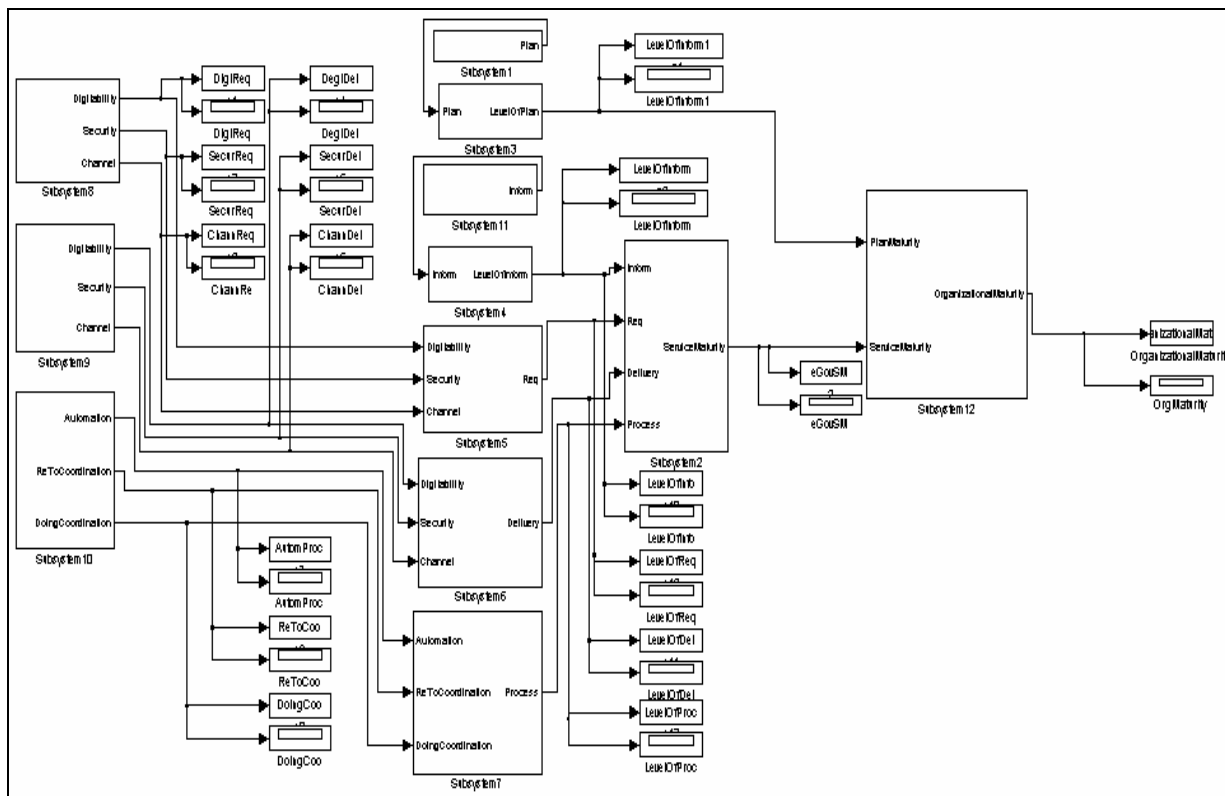 Plan
Subsystem1
Plan
LevelOfPlan
Subsystem3
LevelOfInform1
LevelOfInform1
Digitability
Security
Channel
Subsystem8
DigiReq
DigiReq
SecurReq
SecurReq
ChannReq
ChannRe
DegiDel
DegiDel
SecurDel
SecurDel
ChannDel
ChannDel
Inform
Subsystem11
Inform
LevelOfInform
Subsystem4
LevelOfInform
LevelOfInform
Digitability
Security
Channel
Subsystem9
Digitability
Security
Channel
Req
Subsystem5
Inform
Req
Delivery
Process
ServiceMaturity
Subsystem2
eGovSM
eGovSM
PlanMaturity
ServiceMaturity
OrganizationalMaturity
Subsystem12
anizationalMat
OrganizationalMaturity
OrgMaturity
Automation
ReToCoordination
DoingCoordination
Subsystem10
Digitability
Security
Channel
Delivery
Subsystem6
LevelOfInfo
LevelOfInfo
LevelOfReq
LevelOfReq
LevelOfDel
LevelOfDel
LevelOfProc
LevelOfProc
AutomProc
AutomProc
ReToCoo
ReToCoo
DoingCoo
DoingCoo
Automation
ReToCoordination
DoingCoordination
Process
Subsystem7